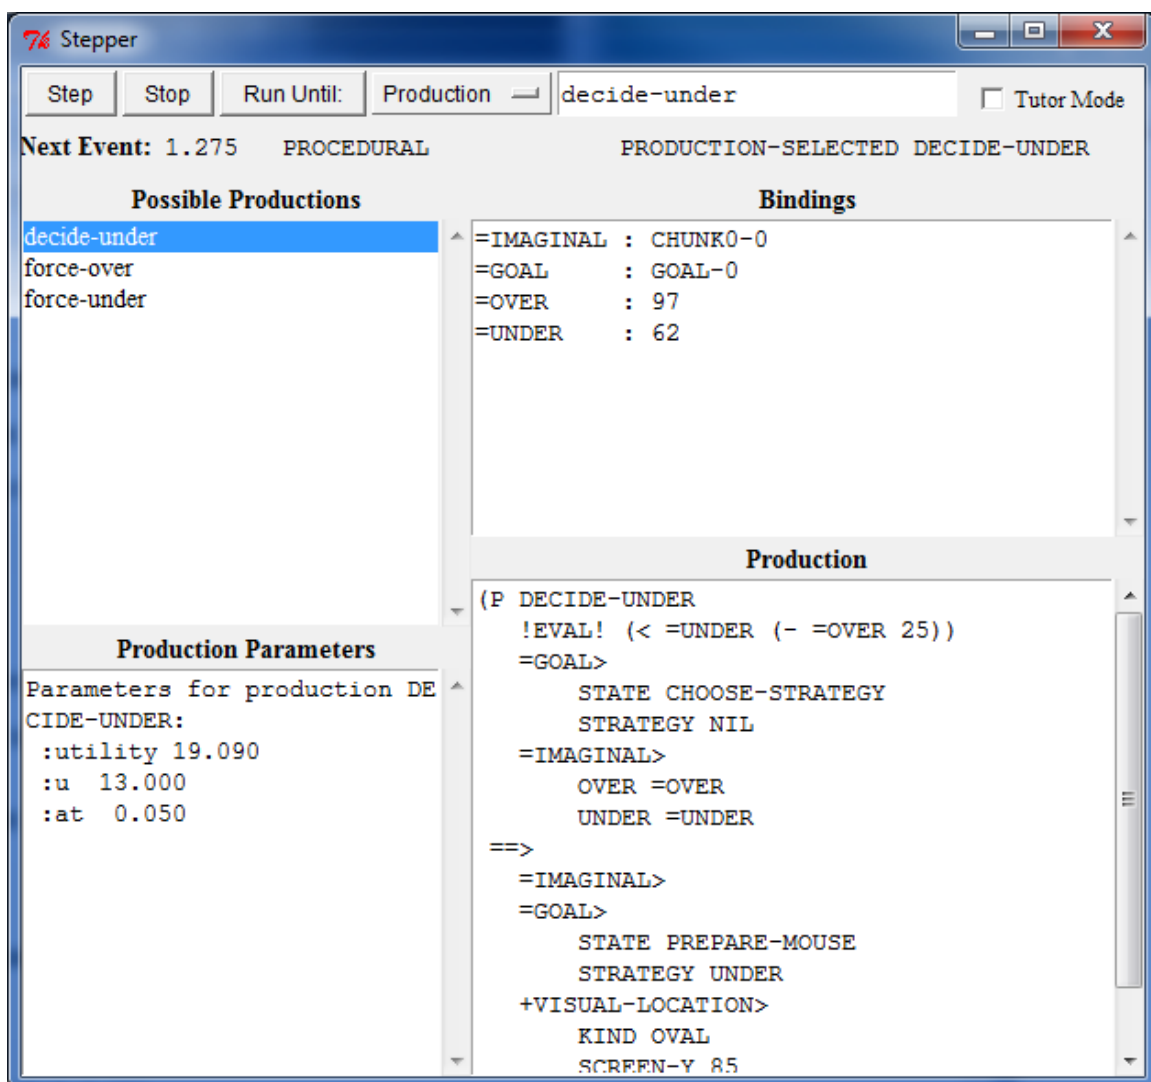 Stepper
Step Stop Run Until: Production decide-under Tutor Mode
Next Event: 1.275 PROCEDURAL PRODUCTION-SELECTED DECIDE-UNDER
Possible Productions
decide-under
force-over
force-under
Bindings
=IMAGINAL : CHUNK0-0
=GOAL : GOAL-0
=OVER : 97
=UNDER : 62
Production Parameters
Parameters for production DE
CIDE-UNDER:
:utility 19.090
:u 13.000
:at 0.050
Production
(P DECIDE-UNDER
!EVAL! (< =UNDER (- =OVER 25))
=GOAL>
STATE CHOOSE-STRATEGY
STRATEGY NIL
=IMAGINAL>
OVER =OVER
UNDER =UNDER
==>
=IMAGINAL>
=GOAL>
STATE PREPARE-MOUSE
STRATEGY UNDER
+VISUAL-LOCATION>
KIND OVAL
SCREEN-Y 85